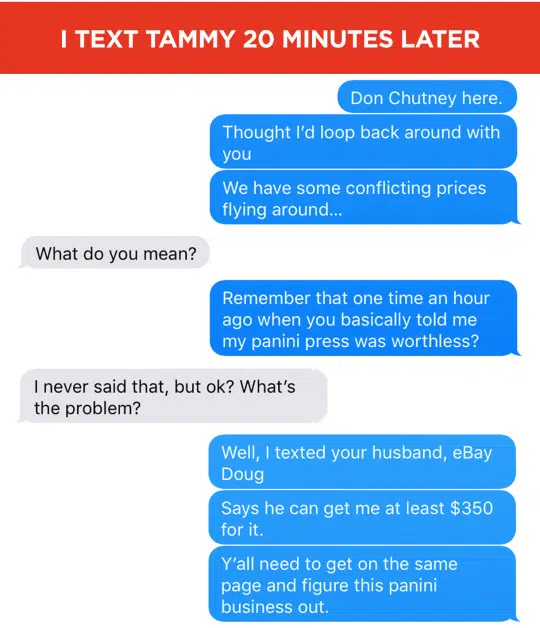 I TEXT TAMMY 20 MINUTES LATER
Don Chutney here.
Thought I’d loop back around with
you
We have some conflicting prices
flying around...
What do you mean?
Remember that one time an hour
ago when you basically told me
my panini press was worthless?
I never said that, but ok? What’s
the problem?
Well, I texted your husband, eBay
Doug
Says he can get me at least $350
for it.
Y’all need to get on the same
page and figure this panini
business out.